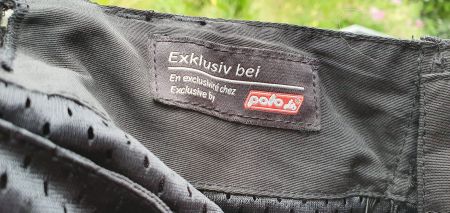 Exklusiv bei
En exclusivité chez
Exclusive by
polo